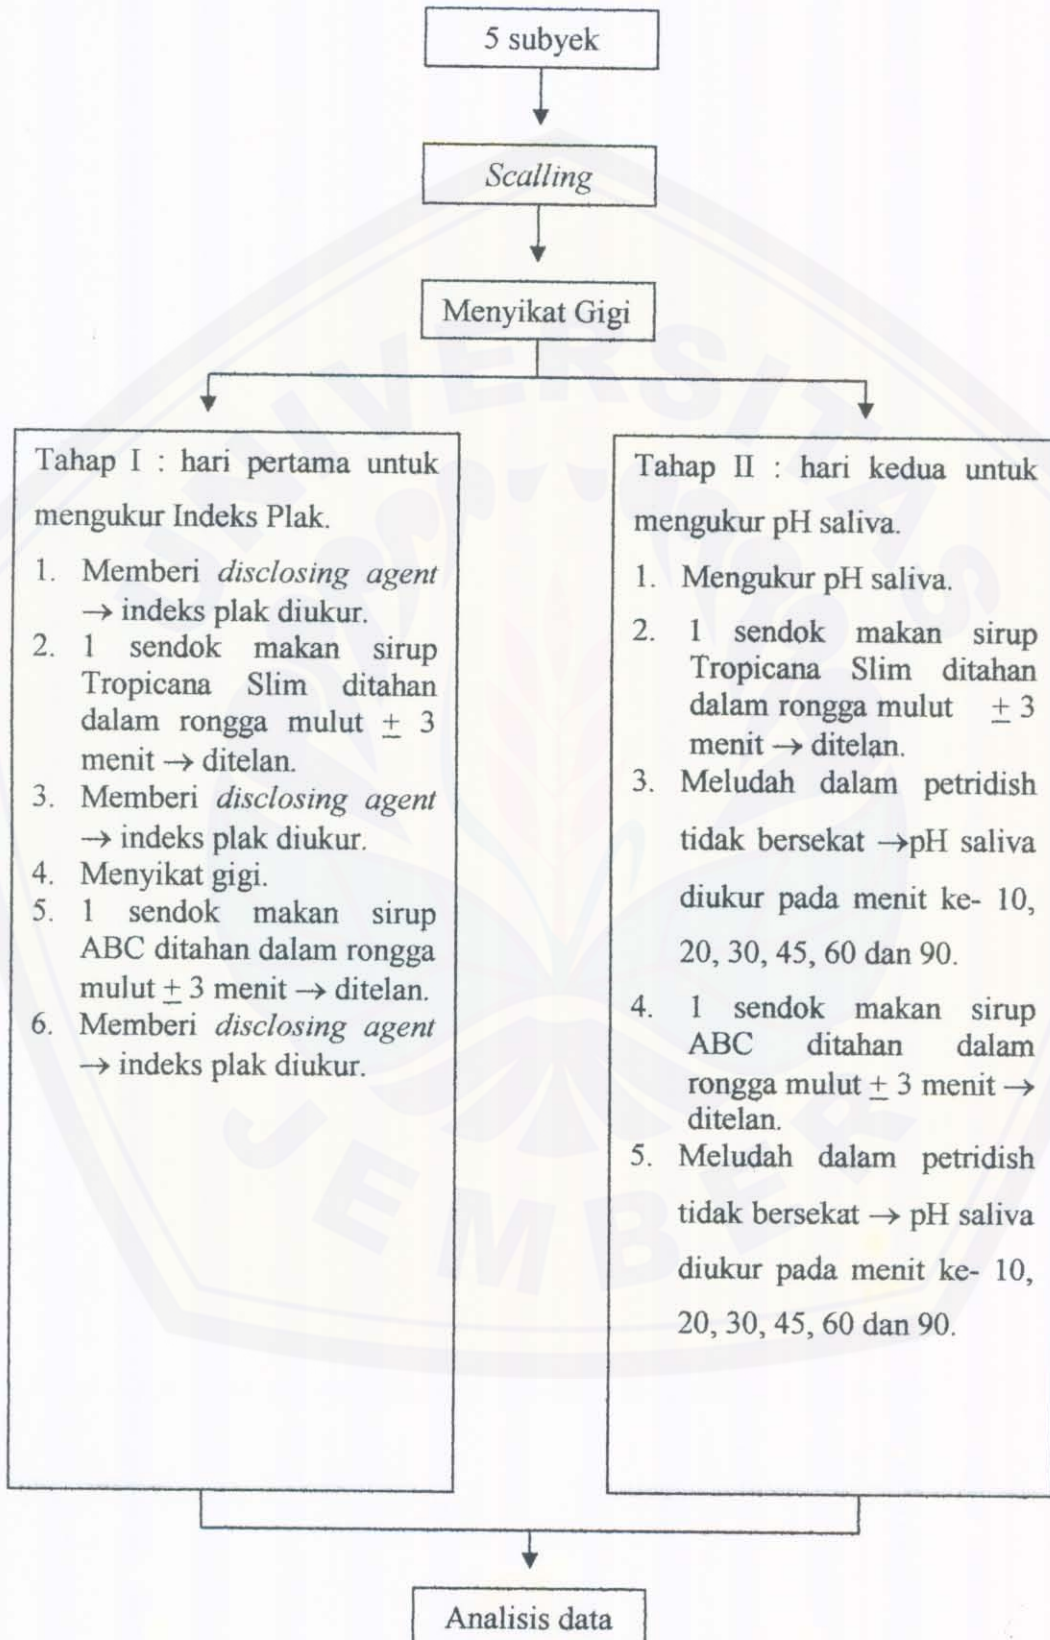 5 subyek
Scalling
Menyikat Gigi
Tahap I : hari pertama untuk
mengukur Indeks Plak.
1. Memberi disclosing agent
→ indeks plak diukur.
2. 1 sendok makan sirup
Tropicana Slim ditahan
dalam rongga mulut ± 3
menit → ditelan.
3. Memberi disclosing agent
→ indeks plak diukur.
4. Menyikat gigi.
5. 1 sendok makan sirup
ABC ditahan dalam rongga
mulut ± 3 menit → ditelan.
6. Memberi disclosing agent
→ indeks plak diukur.
Tahap II : hari kedua untuk
mengukur pH saliva.
1. Mengukur pH saliva.
2. 1 sendok makan sirup
Tropicana Slim ditahan
dalam rongga mulut ± 3
menit → ditelan.
3. Meludah dalam petridish
tidak bersekat →pH saliva
diukur pada menit ke- 10,
20, 30, 45, 60 dan 90.
4. 1 sendok makan sirup
ABC ditahan dalam
rongga mulut ± 3 menit →
ditelan.
5. Meludah dalam petridish
tidak bersekat → pH saliva
diukur pada menit ke- 10,
20, 30, 45, 60 dan 90.
Analisis data
UNIVERSITAS
JEMBER